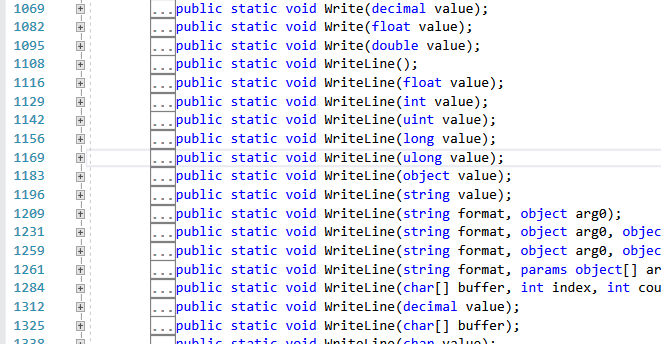 1069 ...public static void Write(decimal value);
1082 ...public static void Write(float value);
1095 ...public static void Write(double value);
1108 ...public static void WriteLine();
1116 ...public static void WriteLine(float value);
1129 ...public static void WriteLine(int value);
1142 ...public static void WriteLine(uint value);
1156 ...public static void WriteLine(long value);
1169 ...public static void WriteLine(ulong value);
1183 ...public static void WriteLine(object value);
1196 ...public static void WriteLine(string value);
1209 ...public static void WriteLine(string format, object arg0);
1231 ...public static void WriteLine(string format, object arg0, objec
1259 ...public static void WriteLine(string format, object arg0, objec
1261 ...public static void WriteLine(string format, params object[] ar
1284 ...public static void WriteLine(char[] buffer, int index, int cou
1312 ...public static void WriteLine(decimal value);
1325 ...public static void WriteLine(char[] buffer);
1338 ...public static void WriteLine(char value);